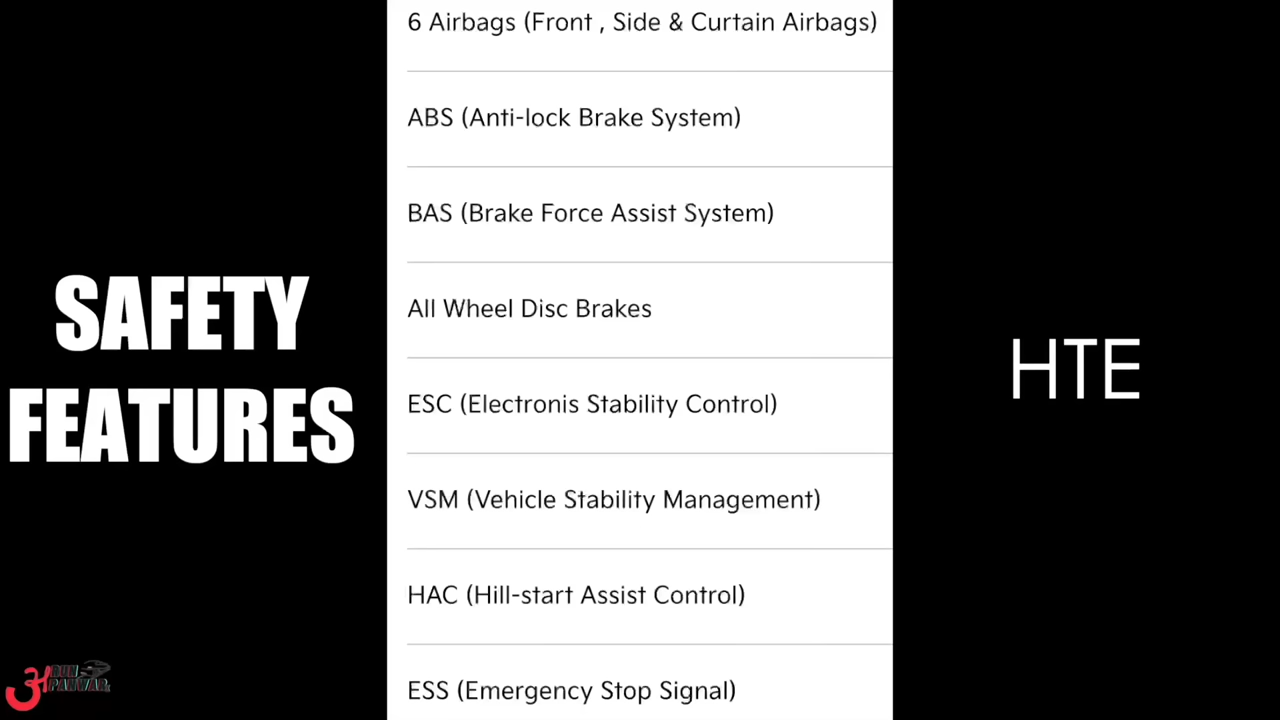 6 Airbags (Front , Side & Curtain Airbags)
ABS (Anti-lock Brake System)
BAS (Brake Force Assist System)
All Wheel Disc Brakes
ESC (Electronis Stability Control)
VSM (Vehicle Stability Management)
HAC (Hill-start Assist Control)
ESS (Emergency Stop Signal)
SAFETY
FEATURES
HTE